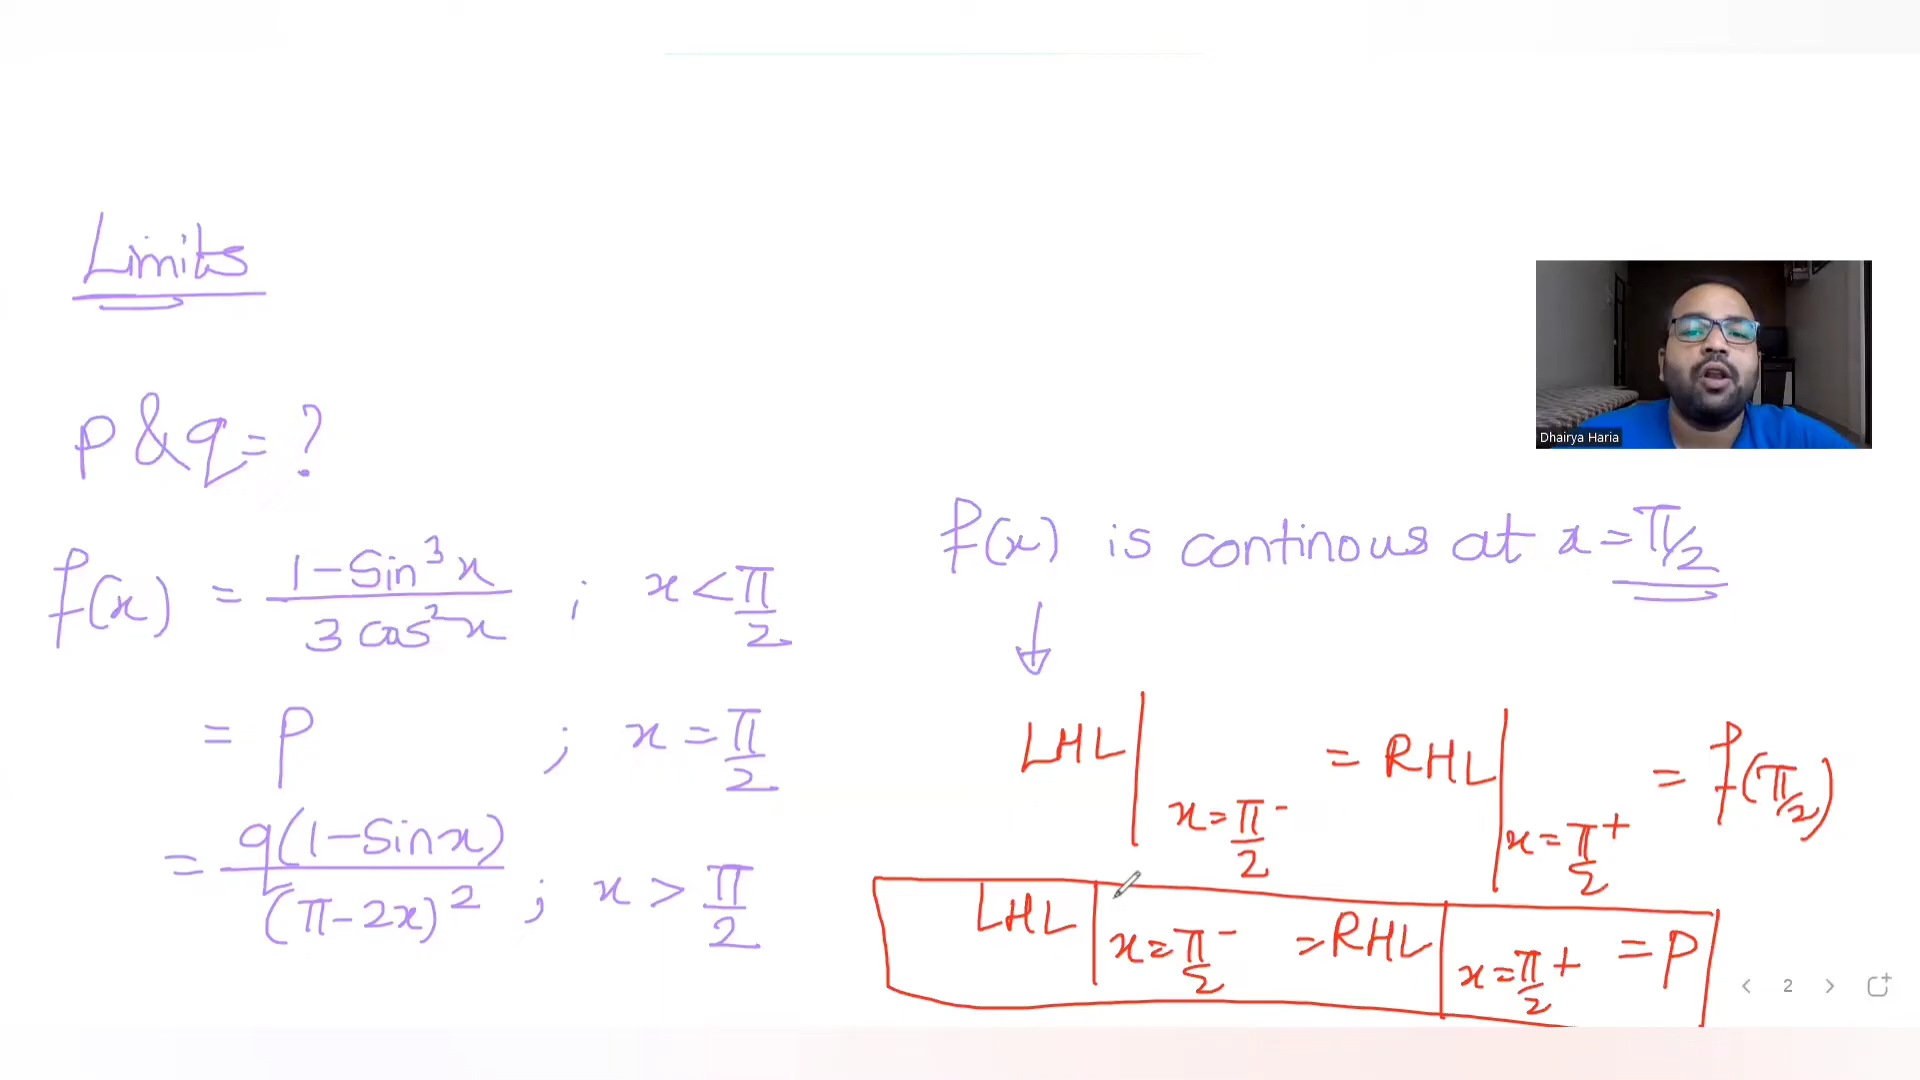 Limits
p & q = ?
f(x) = 1-Sin³x / 3 cos²x ; x < π/2
= P ; x = π/2
= q(1-Sinx) / (π-2x)² ; x > π/2
Dhairya Haria
f(x) is continous at x = π/2
↓
LHL | x = π/2⁻ = RHL | x = π/2⁺ = f(π/2)
LHL | x = π/2⁻ = RHL | x = π/2⁺ = P
< 2 >